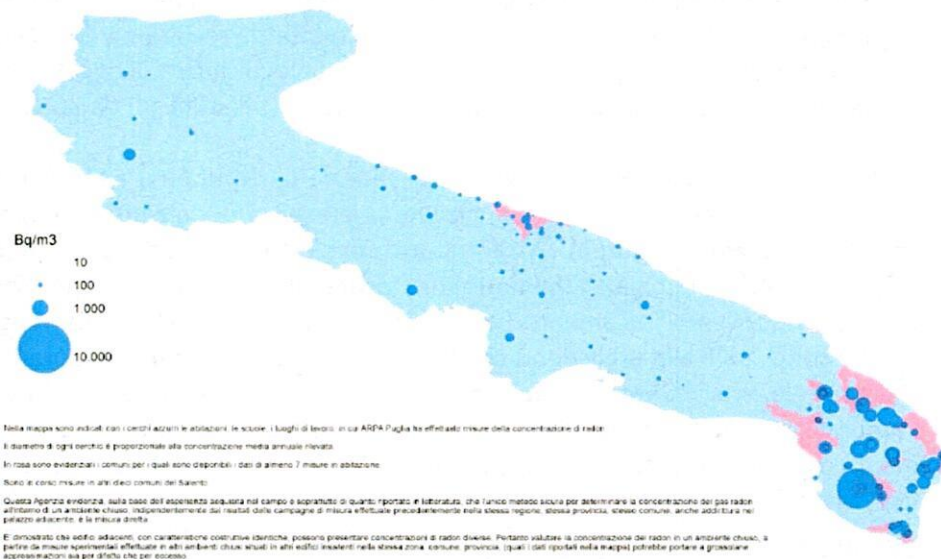 Bq/m3
10
100
1 000
10 000
Nella mappa sono indicati con i cerchi azzurri le abitazioni, le scuole, i luoghi di lavoro, in cui ARPA Puglia ha effettuato misure della concentrazione di radon
Il diametro di ogni cerchio è proporzionale alla concentrazione media annuale rilevata
In rosa sono evidenziati i comuni per i quali sono disponibili i dati di almeno 7 misure in abitazione
Sono in corso misure in altri dieci comuni del Salento
Questa Agenzia evidenzia, sulla base dell'esperienza acquisita nel campo e soprattutto di quanto riportato in letteratura, che l'unico metodo sicuro per determinare la concentrazione del gas radon
all'interno di un ambiente chiuso, indipendentemente dai risultati delle campagne di misura effettuate precedentemente nella stessa regione, stessa provincia, stesso comune, anche addirittura nel
palazzo adiacente, è la misura diretta
E' dimostrato che edifici adiacenti, con caratteristiche costruttive identiche, possono presentare concentrazioni di radon diverse. Pertanto valutare la concentrazione del radon in un ambiente chiuso, a
partire da misure sperimentali effettuate in altri ambienti chiusi situati in altri edifici insistenti nella stessa zona, comune, provincia, (quali i dati riportati nella mappa) potrebbe portare a grossolane
approssimazioni sia per difetto che per eccesso